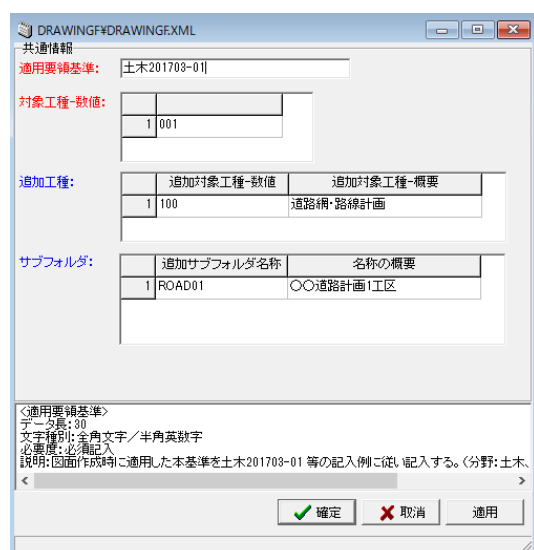 DRAWINGF¥DRAWINGF.XML
共通情報
適用要領基準: 土木201703-01
対象工種-数値:
1 001
追加工種: 追加対象工種-数値 追加対象工種-概要
1 100 道路網・路線計画
サブフォルダ: 追加サブフォルダ名称 名称の概要
1 ROAD01 〇〇道路計画1工区
<適用要領基準>
データ長:30
文字種別:全角文字／半角英数字
必要度:必須記入
説明:図面作成時に適用した本基準を土木201703-01 等の記入例に従い記入する。(分野:土木、
確定 取消 適用